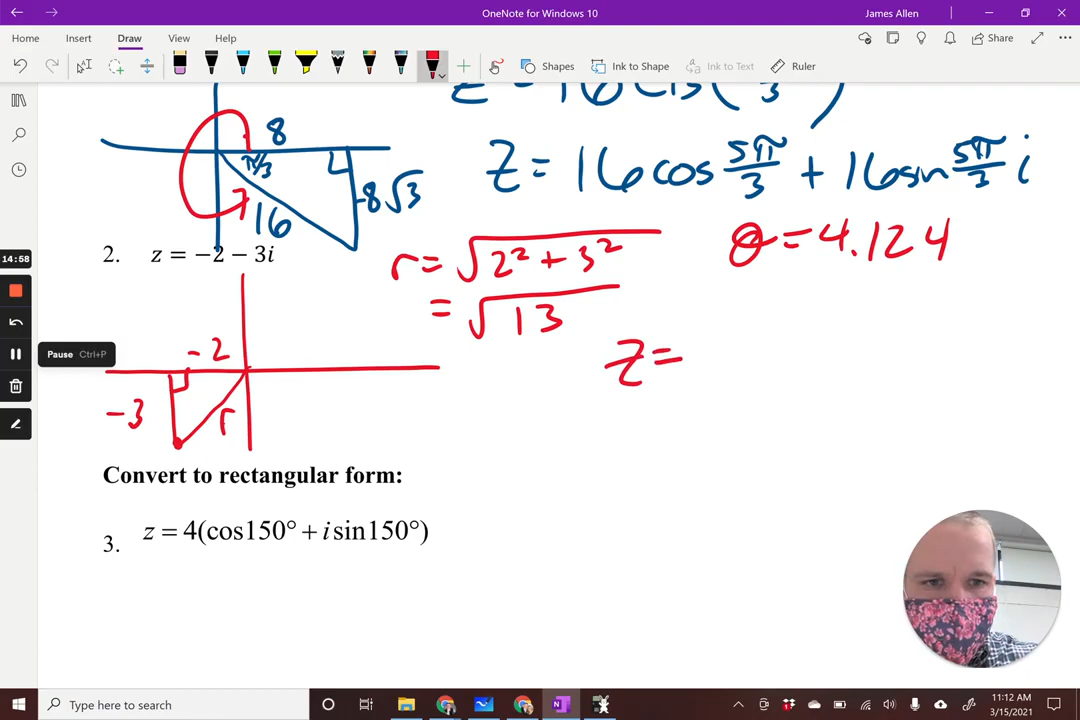 OneNote for Windows 10
James Allen
Home Insert Draw View Help
Share
Shapes Ink to Shape Ink to Text Ruler
z = 16 cis(   3 )
8
π/3
-8√3
16
z = 16 cos 5π/3 + 16 sin 5π/3 i
2. z = −2 − 3i
r = √2² + 3²
θ = 4.124
= √13
14:58
Pause Ctrl+P
-2
z =
-3
r
Convert to rectangular form:
3. z = 4(cos150° + i sin150°)
Type here to search
11:12 AM
3/15/2021